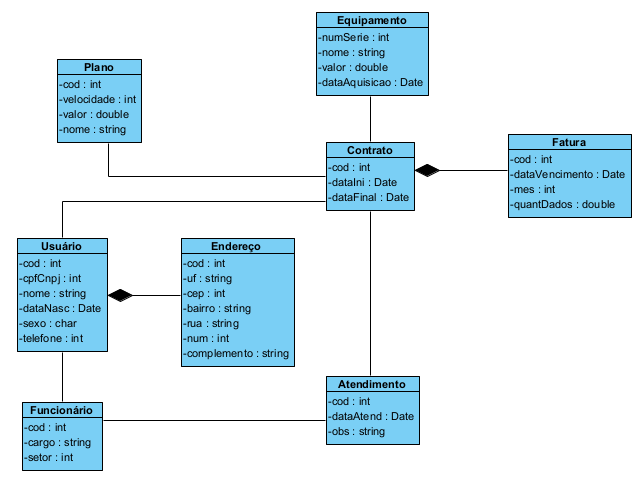 Equipamento
-numSerie : int
-nome : string
-valor : double
-dataAquisicao : Date
Plano
-cod : int
-velocidade : int
-valor : double
-nome : string
Contrato
-cod : int
-dataIni : Date
-dataFinal : Date
Fatura
-cod : int
-dataVencimento : Date
-mes : int
-quantDados : double
Usuário
-cod : int
-cpfCnpj : int
-nome : string
-dataNasc : Date
-sexo : char
-telefone : int
Endereço
-cod : int
-uf : string
-cep : int
-bairro : string
-rua : string
-num : int
-complemento : string
Funcionário
-cod : int
-cargo : string
-setor : int
Atendimento
-cod : int
-dataAtend : Date
-obs : string